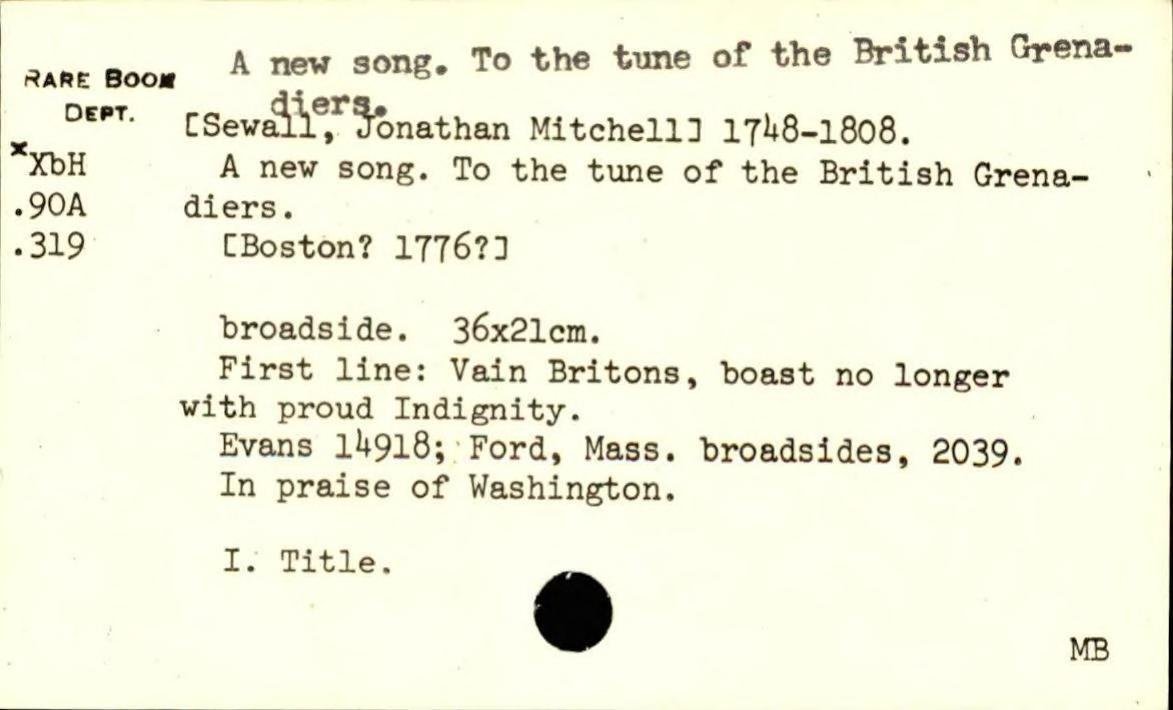 A new song. To the tune of the British Grena-
diers.
RARE BOOK
DEPT.
[Sewall, Jonathan Mitchell] 1748-1808.
xXbH
A new song. To the tune of the British Grena-
.90A
diers.
.319
[Boston? 1776?]
broadside. 36x21cm.
First line: Vain Britons, boast no longer
with proud Indignity.
Evans 14918; Ford, Mass. broadsides, 2039.
In praise of Washington.
I. Title.
MB